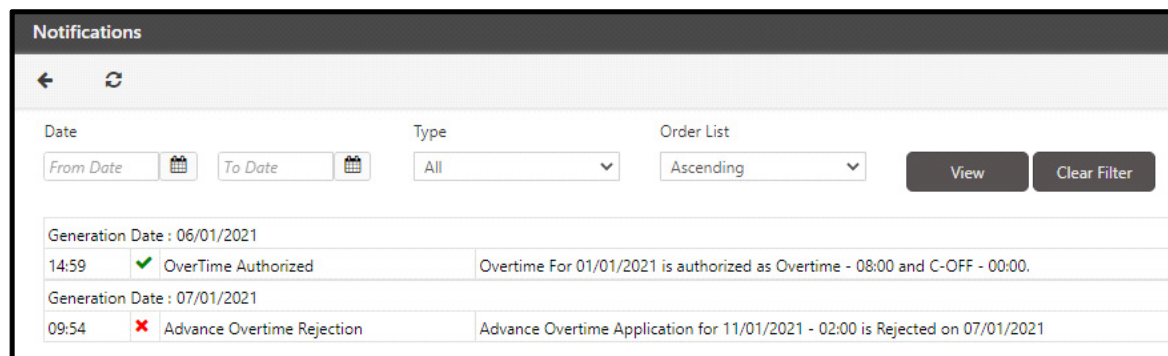 Notifications
Date Type Order List
From Date To Date All Ascending View Clear Filter
Generation Date : 06/01/2021
14:59 OverTime Authorized Overtime For 01/01/2021 is authorized as Overtime - 08:00 and C-OFF - 00:00.
Generation Date : 07/01/2021
09:54 Advance Overtime Rejection Advance Overtime Application for 11/01/2021 - 02:00 is Rejected on 07/01/2021